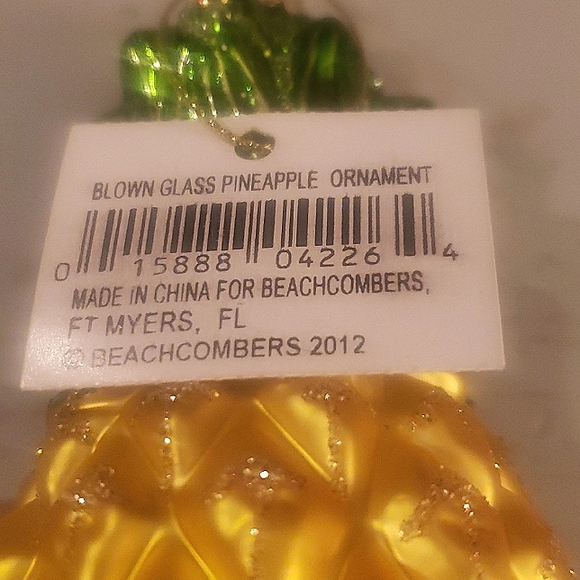 BLOWN GLASS PINEAPPLE ORNAMENT
0 15888 04226 4
MADE IN CHINA FOR BEACHCOMBERS,
FT MYERS, FL
© BEACHCOMBERS 2012